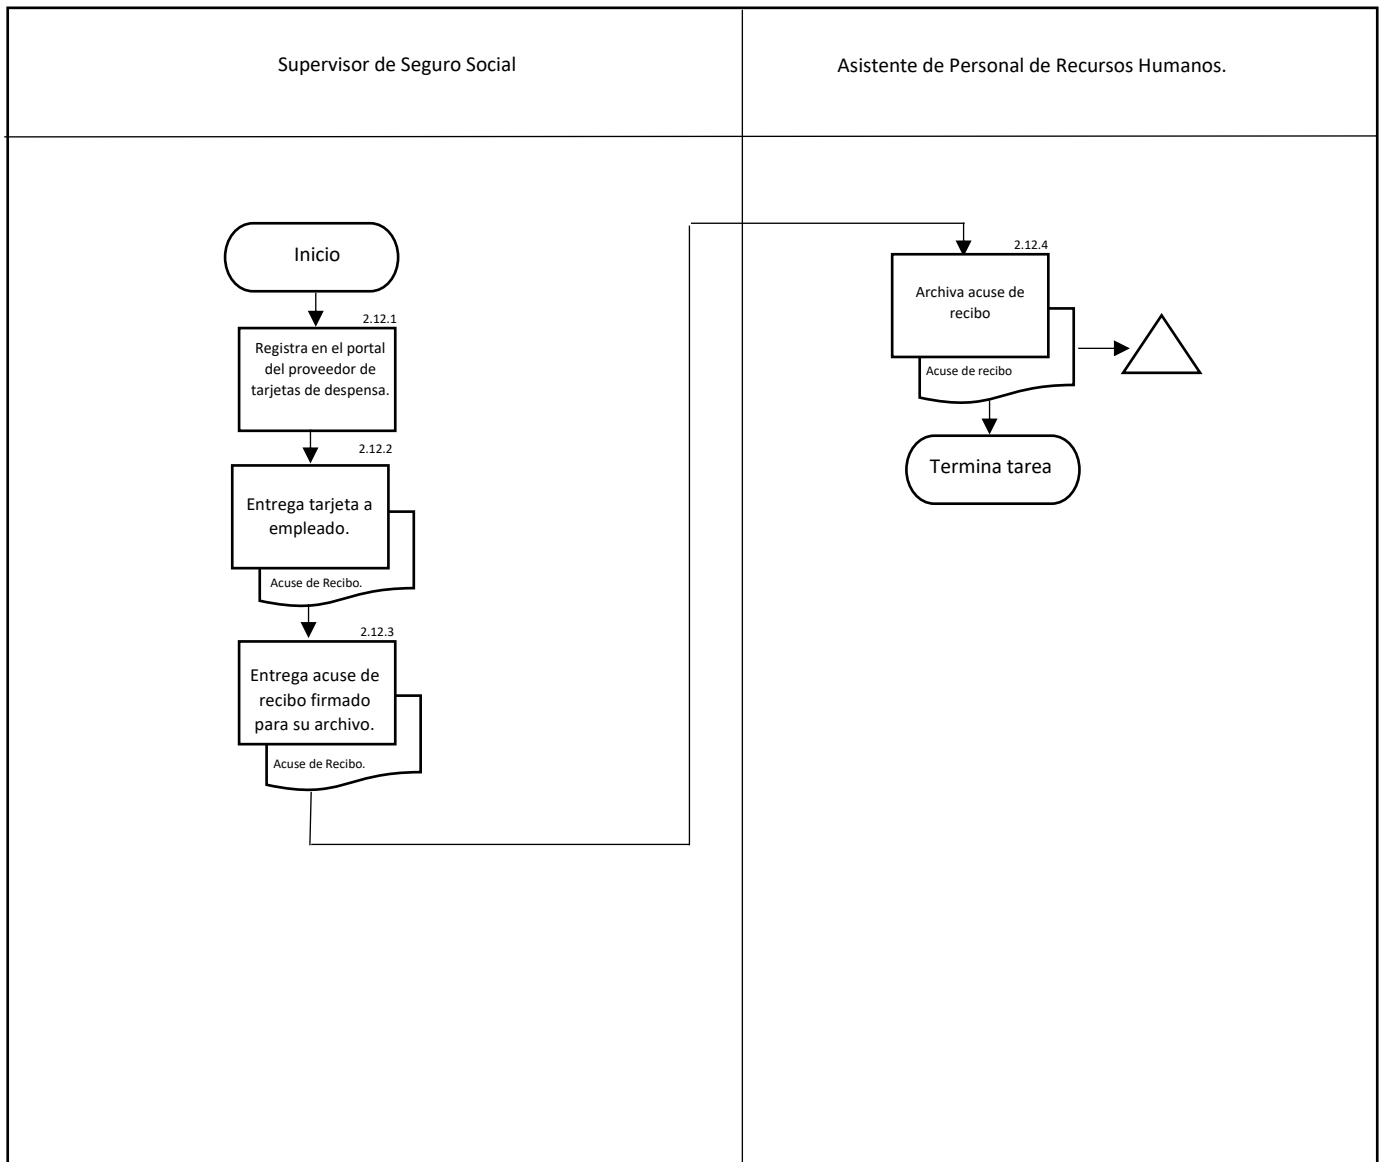 Supervisor de Seguro Social
Asistente de Personal de Recursos Humanos.
Inicio
2.12.1
Registra en el portal
del proveedor de
tarjetas de despensa.
2.12.2
Entrega tarjeta a
empleado.
Acuse de Recibo.
2.12.3
Entrega acuse de
recibo firmado
para su archivo.
Acuse de Recibo.
2.12.4
Archiva acuse de
recibo
Acuse de recibo
Termina tarea